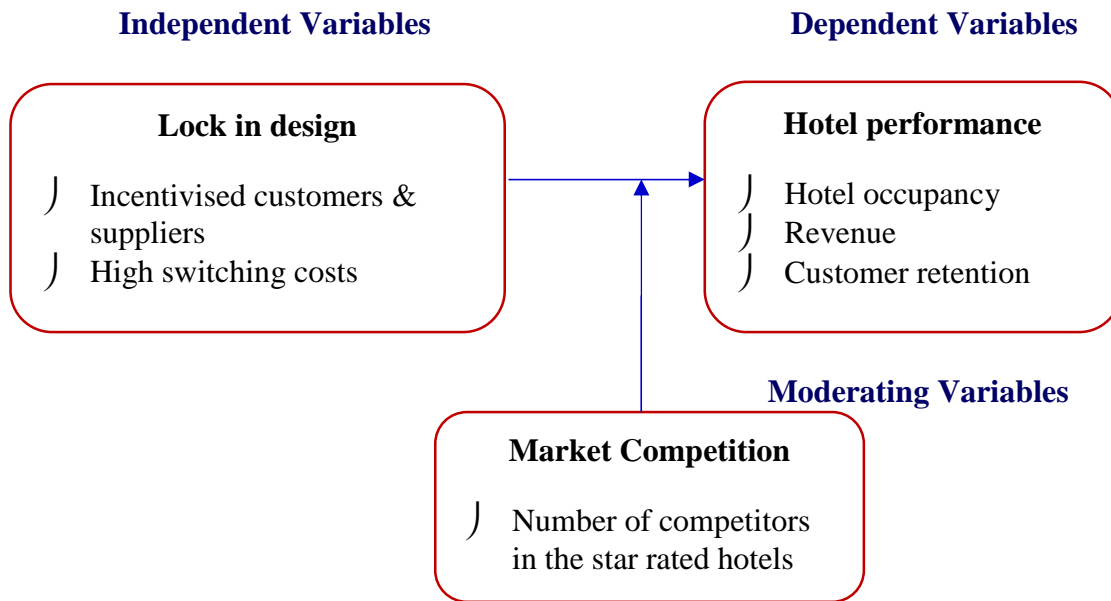 Independent Variables
Dependent Variables
Lock in design
Incentivised customers &
suppliers
High switching costs
Hotel performance
Hotel occupancy
Revenue
Customer retention
Moderating Variables
Market Competition
Number of competitors
in the star rated hotels